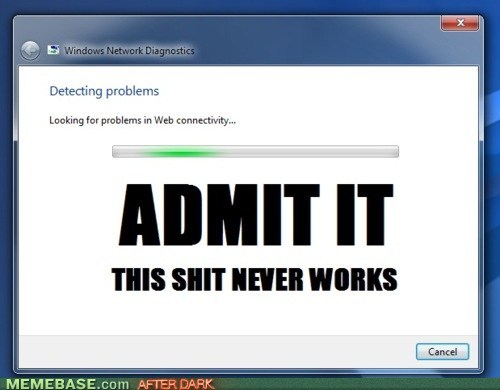 Windows Network Diagnostics
Detecting problems
Looking for problems in Web connectivity...
ADMIT IT
THIS SHIT NEVER WORKS
Cancel
MEMEBASE.com AFTER DARK